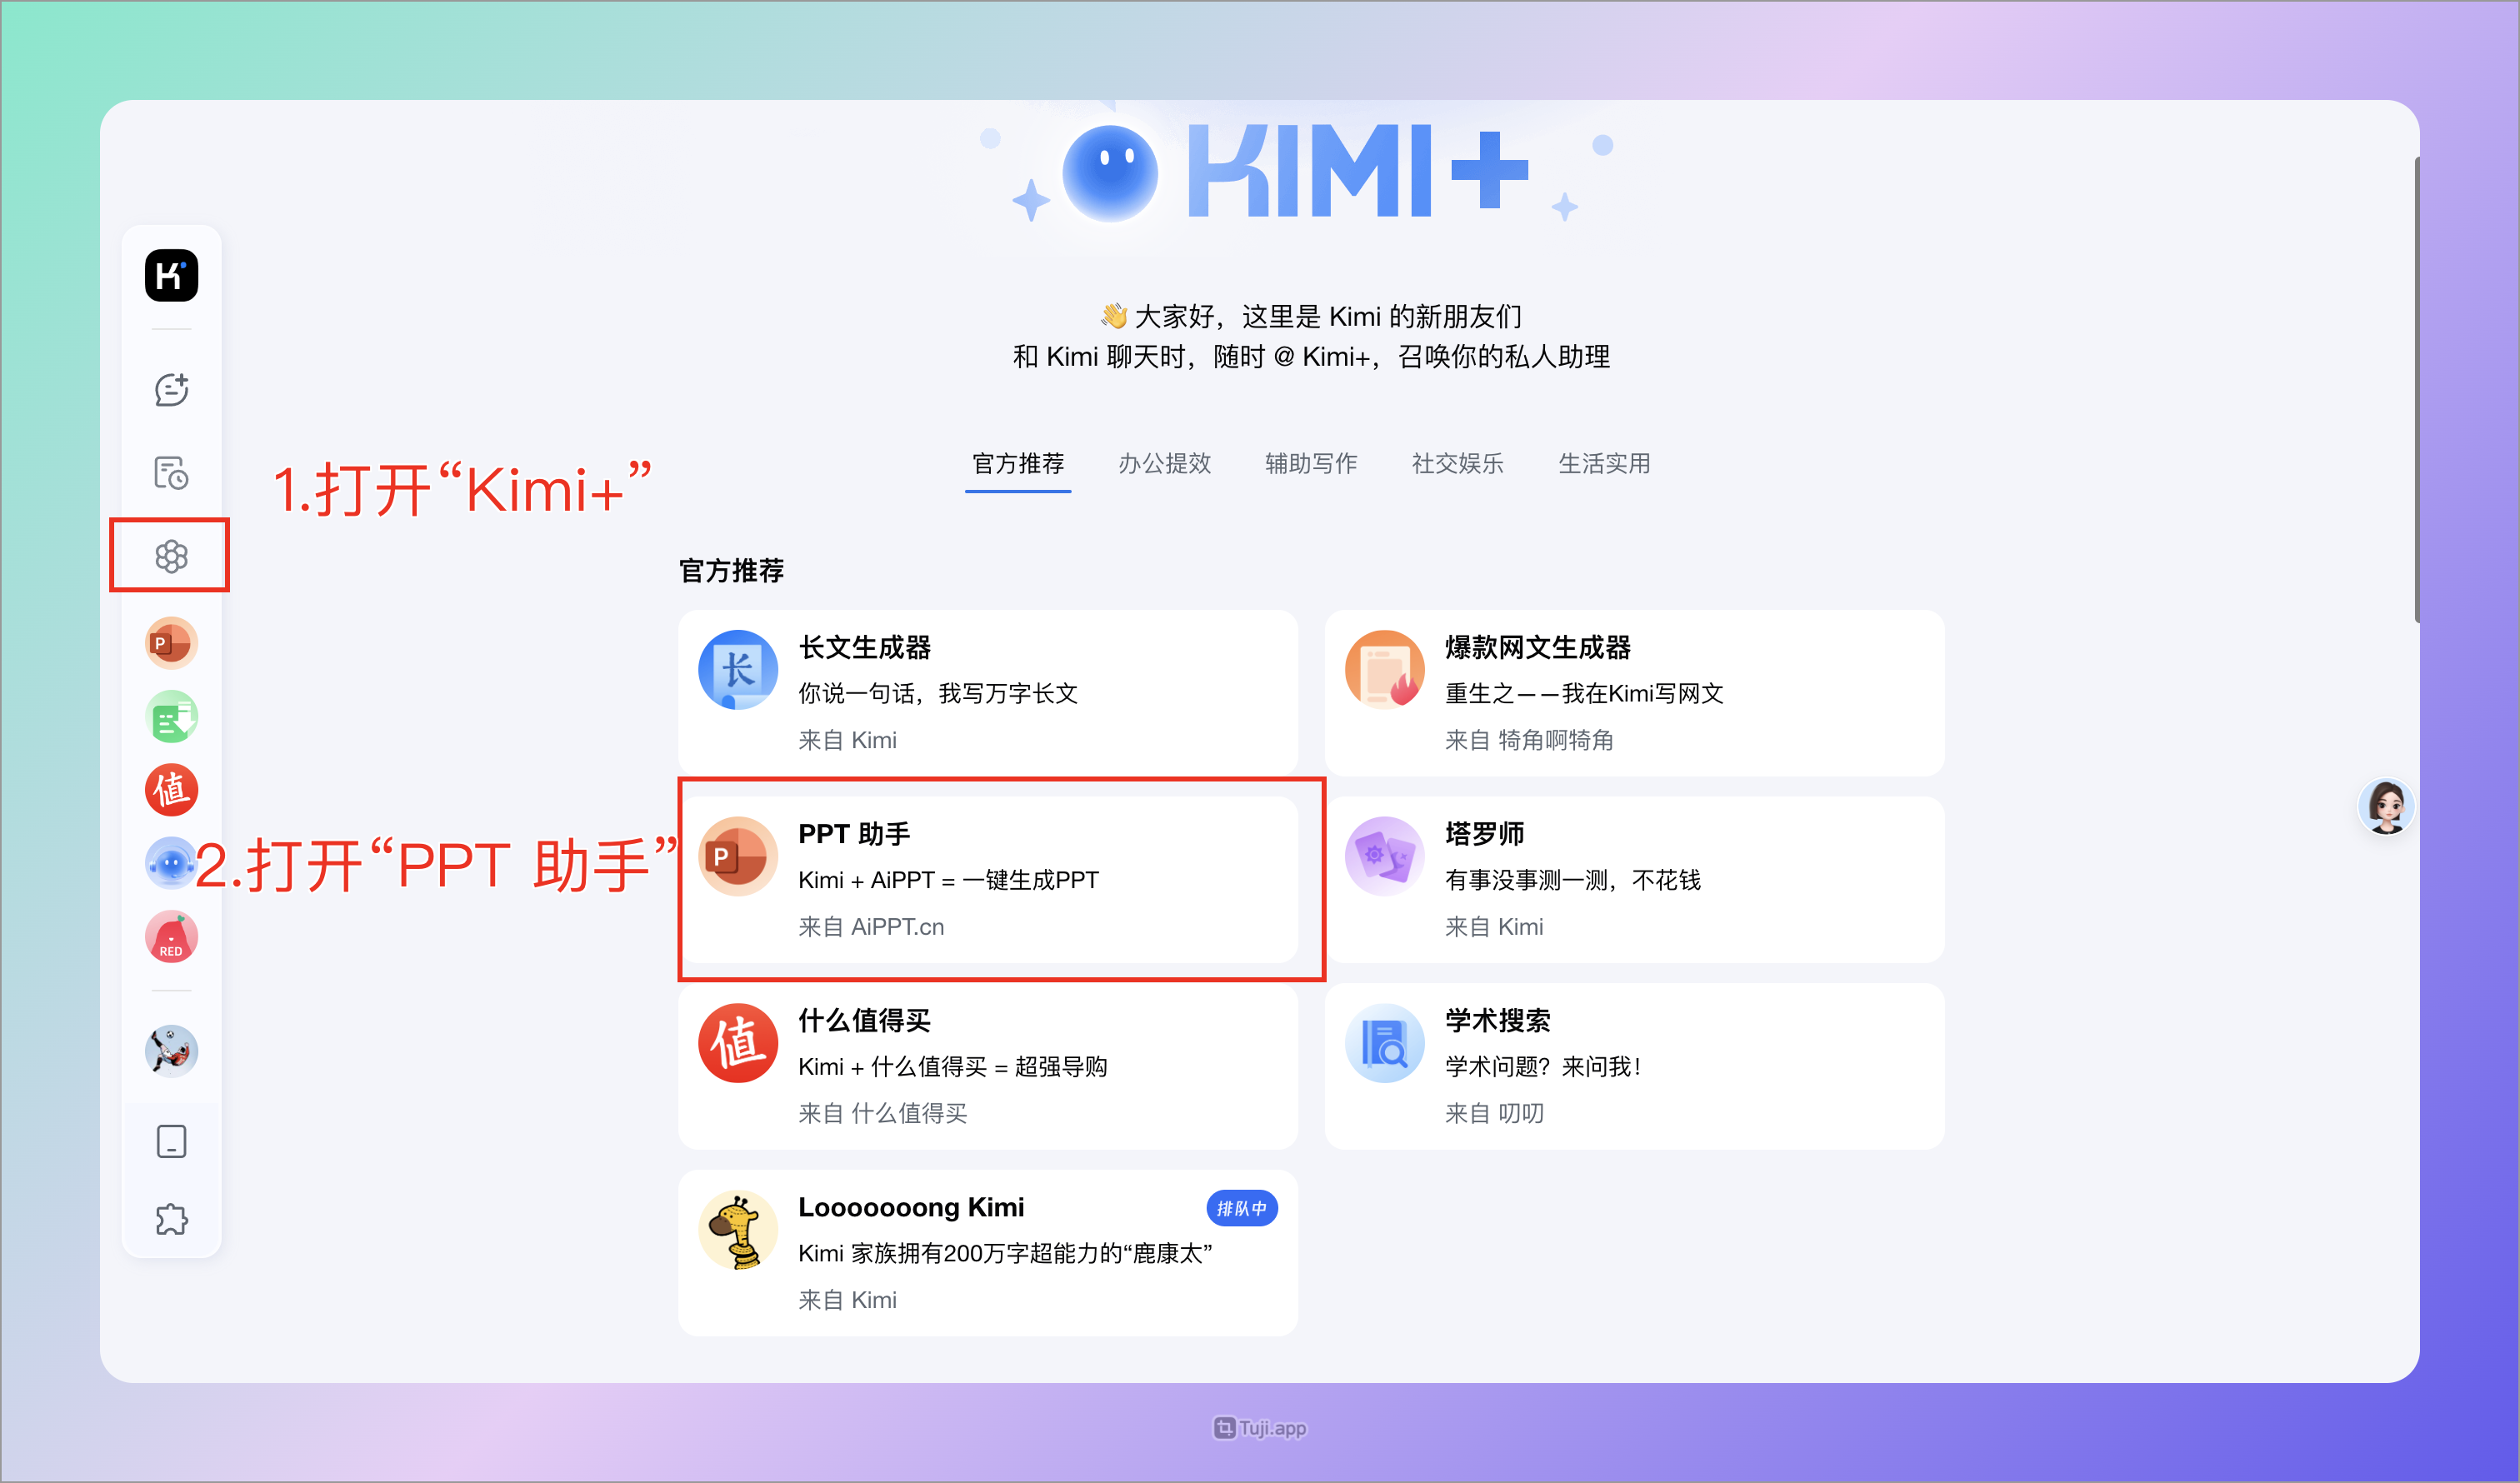 KIMI+
👋 大家好，这里是 Kimi 的新朋友们
和 Kimi 聊天时，随时 @ Kimi+，召唤你的私人助理
官方推荐 办公提效 辅助写作 社交娱乐 生活实用
1.打开“Kimi+”
官方推荐
长文生成器
你说一句话，我写万字长文
来自 Kimi
长
爆款网文生成器
重生之——我在Kimi写网文
来自 犄角啊犄角
2.打开“PPT 助手”
P
PPT 助手
Kimi + AiPPT = 一键生成PPT
来自 AiPPT.cn
塔罗师
有事没事测一测，不花钱
来自 Kimi
值
什么值得买
Kimi + 什么值得买 = 超强导购
来自 什么值得买
学术搜索
学术问题？来问我！
来自 叨叨
Looooooong Kimi
排队中
Kimi 家族拥有200万字超能力的“鹿康太”
来自 Kimi
K
P
值
RED
Tuji.app